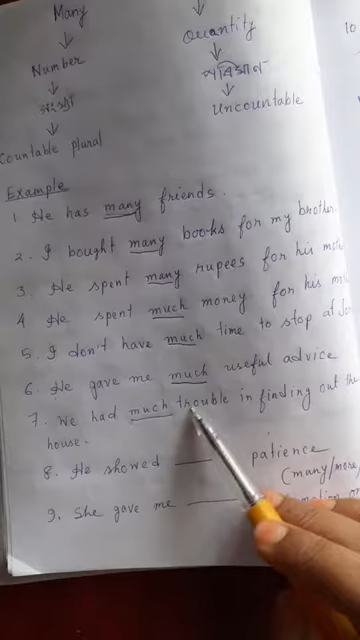 Many
Quantity
Number
পরিমাণ
সংখ্যা
Uncountable
Countable plural
Example
1. He has many friends.
2. I bought many books for my brother.
3. He spent many rupees for his
4 He spent much money for his
5. I don't have much time to stop at
6. He gave me much useful advice
7. We had much trouble in finding out the
house.
8. He showed ____ patience
(many/more/
9. She gave me ____
10